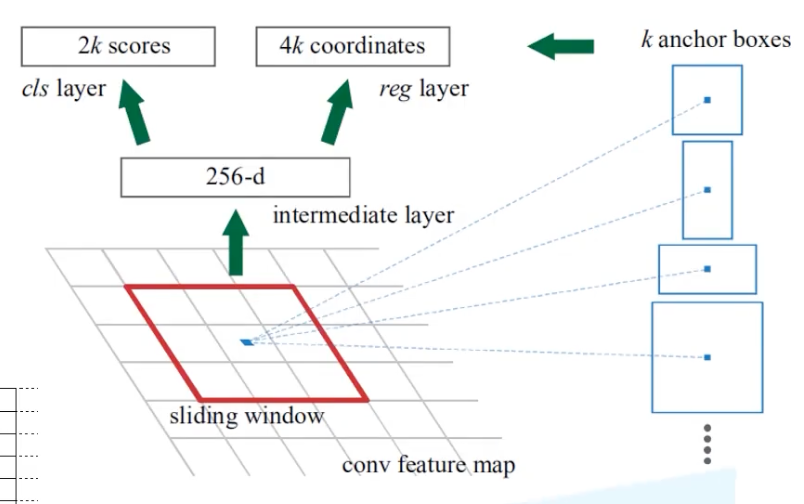 2k scores
4k coordinates
k anchor boxes
cls layer
reg layer
256-d
intermediate layer
sliding window
conv feature map